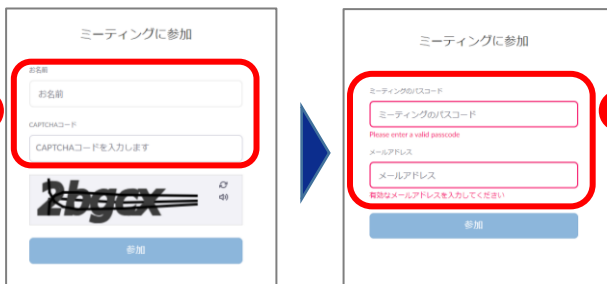 ミーティングに参加
お名前
お名前
CAPTCHAコード
CAPTCHAコードを入力します
2bgcx
参加
ミーティングに参加
ミーティングのパスコード
ミーティングのパスコード
Please enter a valid passcode
メールアドレス
メールアドレス
有効なメールアドレスを入力してください
参加